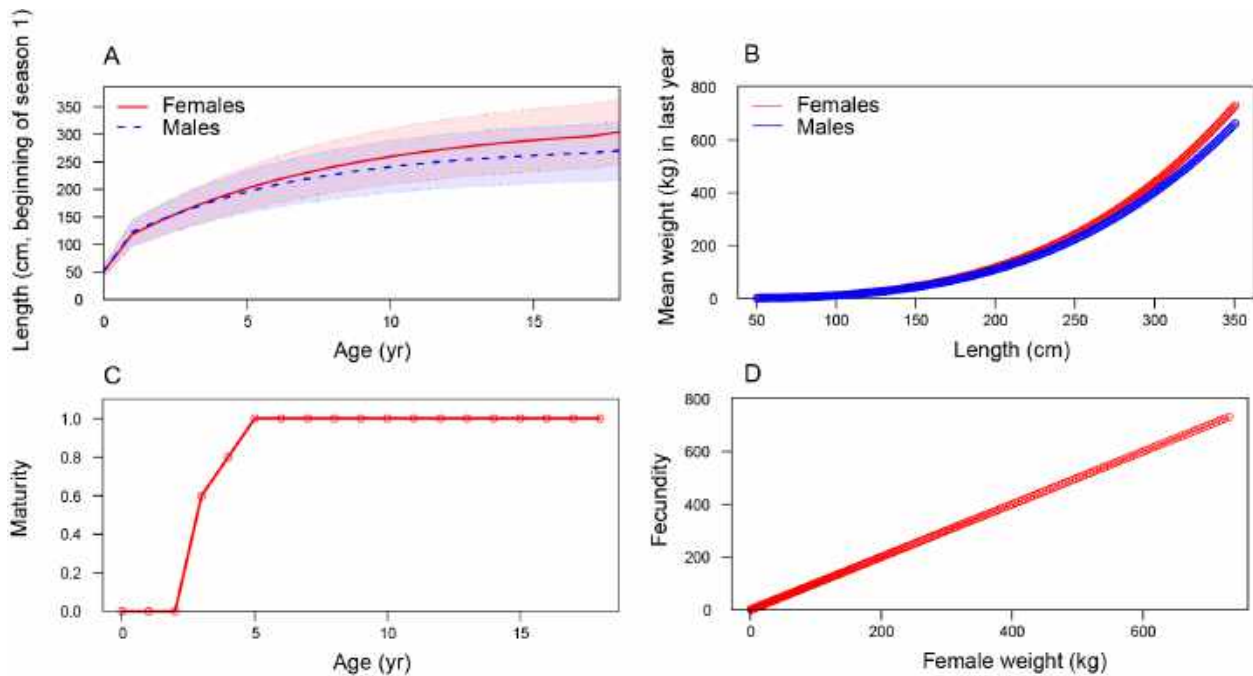 A
Length (cm, beginning of season 1)
350
300
250
200
150
100
50
0
Females
Males
0 5 10 15
Age (yr)
B
Mean weight (kg) in last year
800
600
400
200
0
Females
Males
50 100 150 200 250 300 350
Length (cm)
C
Maturity
1.0
0.8
0.6
0.4
0.2
0.0
0 5 10 15
Age (yr)
D
Fecundity
800
600
400
200
0
0 200 400 600
Female weight (kg)